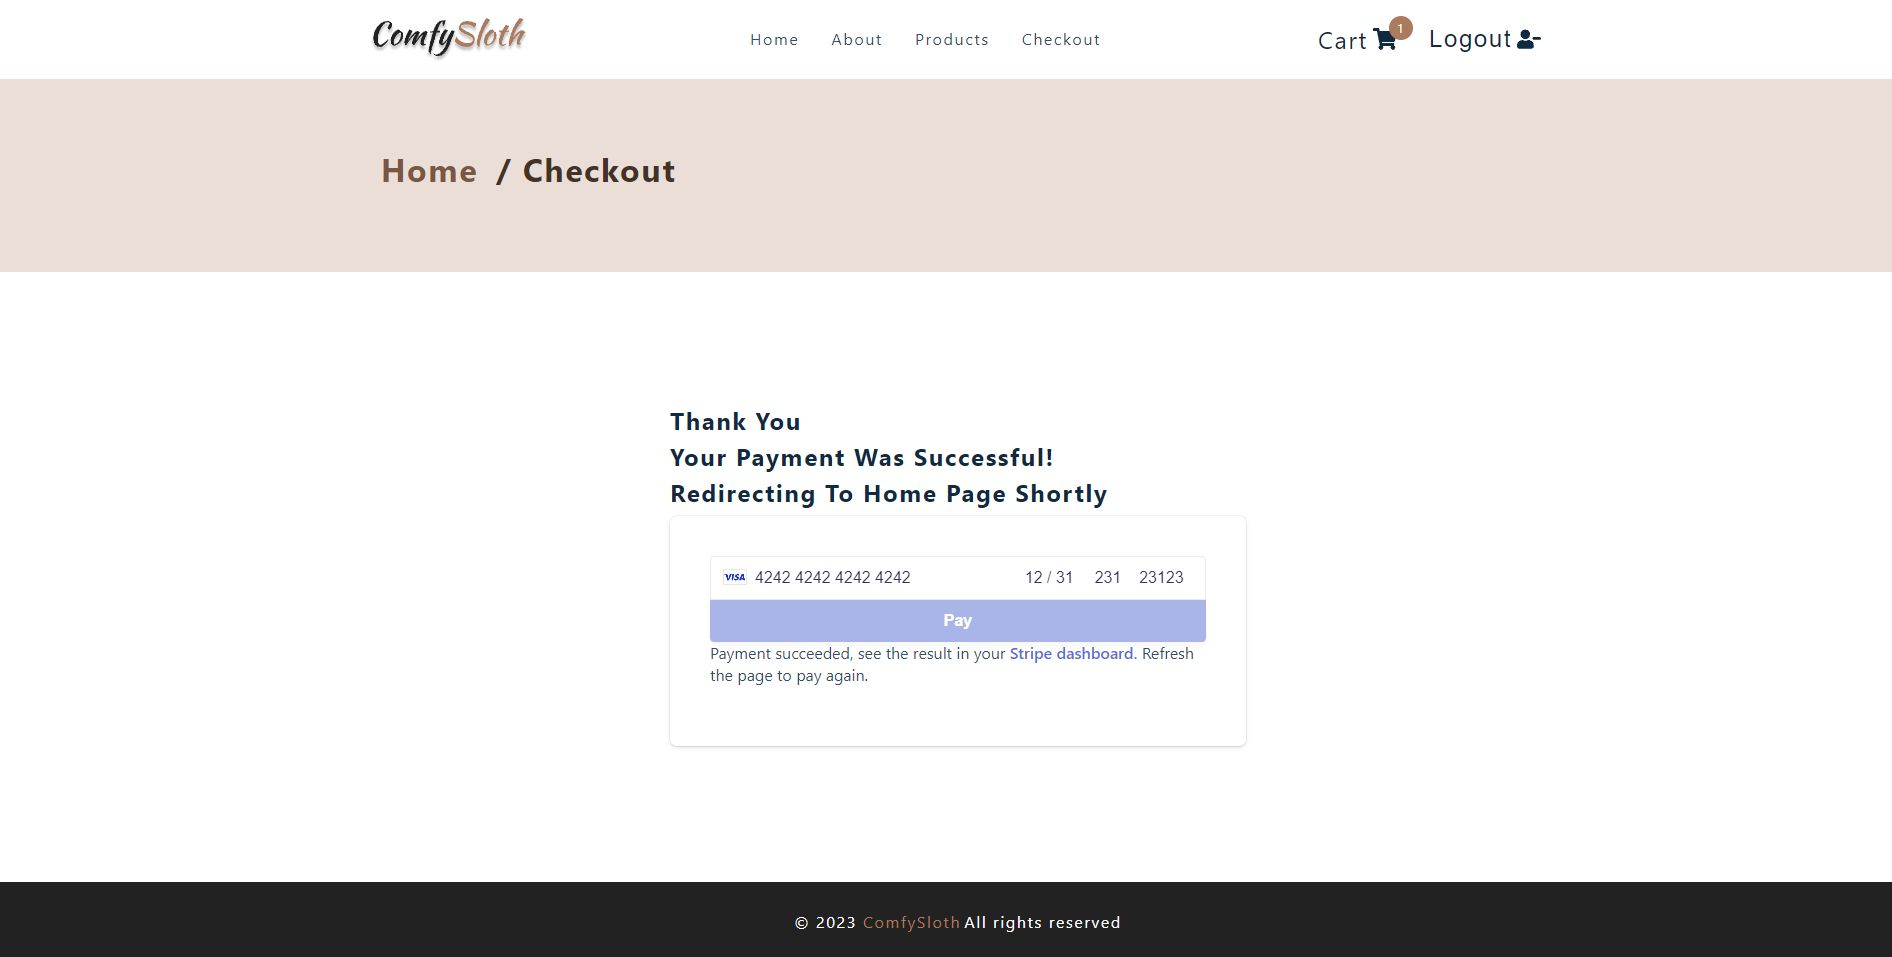 ComfySloth
Home About Products Checkout
Cart 1 Logout
Home / Checkout
Thank You
Your Payment Was Successful!
Redirecting To Home Page Shortly
VISA 4242 4242 4242 4242 12 / 31 231 23123
Pay
Payment succeeded, see the result in your Stripe dashboard. Refresh
the page to pay again.
© 2023 ComfySloth All rights reserved